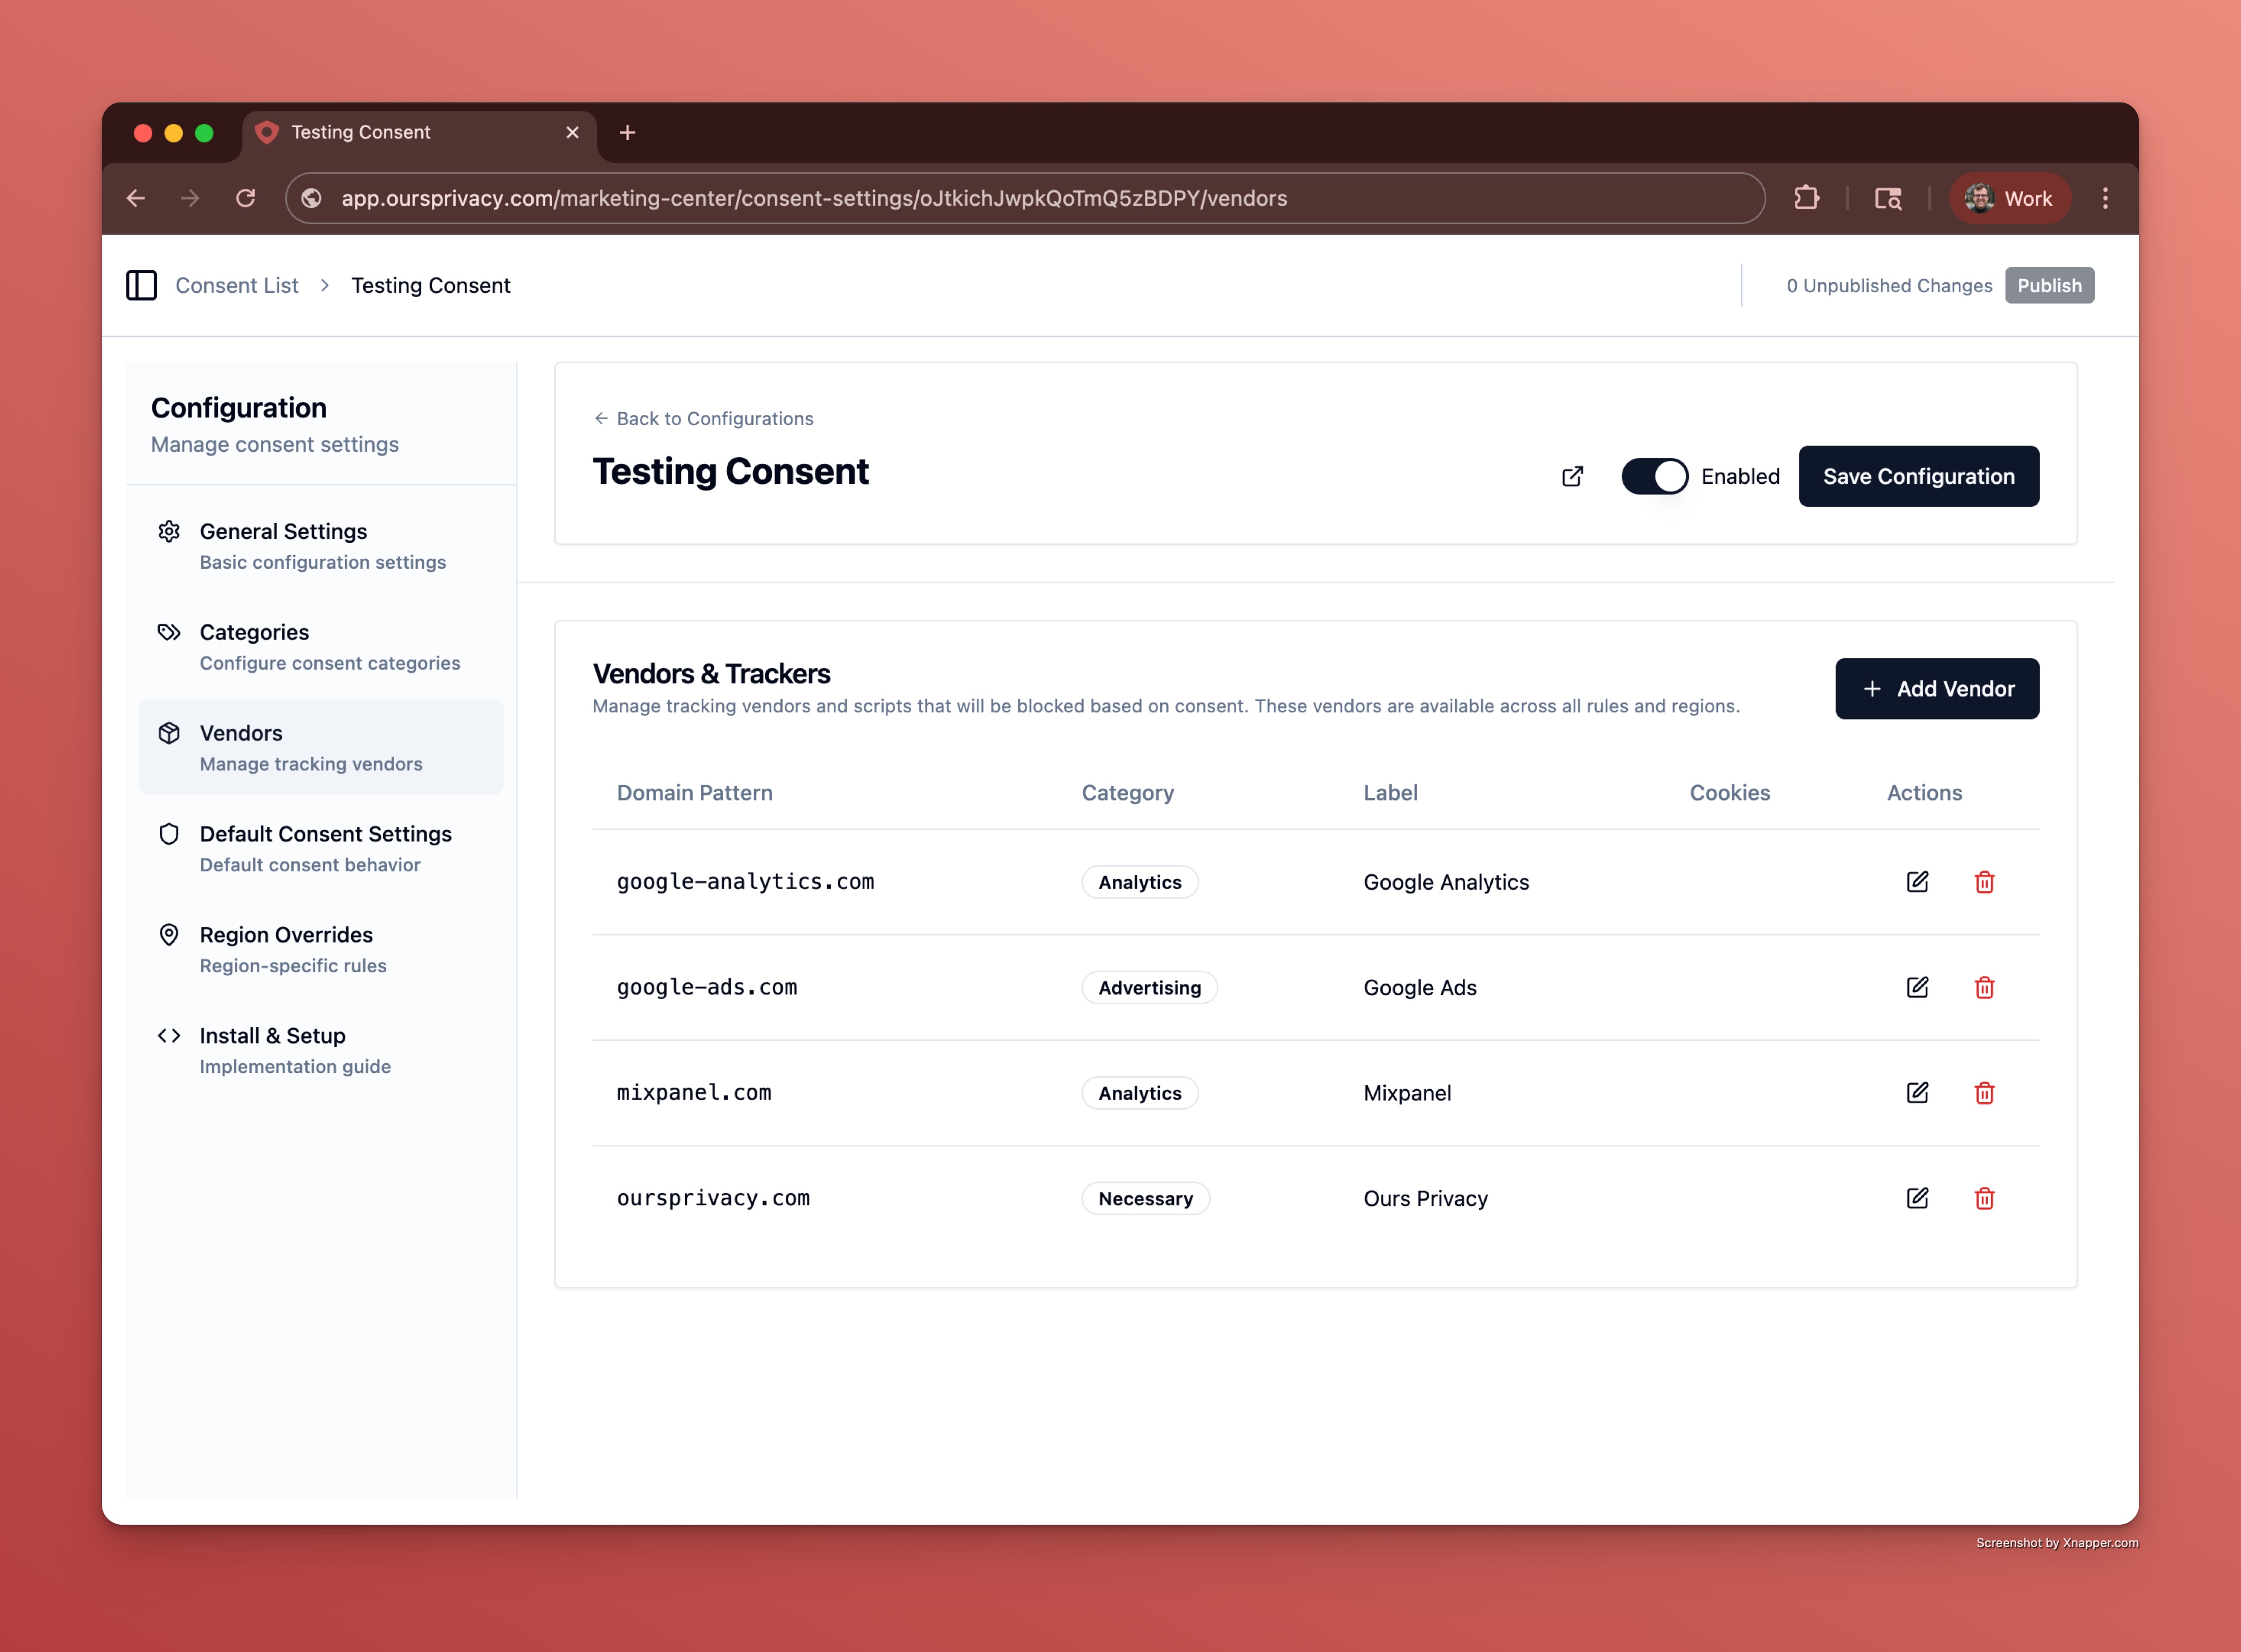 Testing Consent
app.oursprivacy.com/marketing-center/consent-settings/oJtkichJwpkQoTmQ5zBDPY/vendors
Work
Consent List > Testing Consent
0 Unpublished Changes Publish
Configuration
Manage consent settings
General Settings
Basic configuration settings
Categories
Configure consent categories
Vendors
Manage tracking vendors
Default Consent Settings
Default consent behavior
Region Overrides
Region-specific rules
Install & Setup
Implementation guide
← Back to Configurations
Testing Consent
Enabled
Save Configuration
Vendors & Trackers
Manage tracking vendors and scripts that will be blocked based on consent. These vendors are available across all rules and regions.
+ Add Vendor
Domain Pattern Category Label Cookies Actions
google-analytics.com Analytics Google Analytics
google-ads.com Advertising Google Ads
mixpanel.com Analytics Mixpanel
oursprivacy.com Necessary Ours Privacy
Screenshot by Xnapper.com